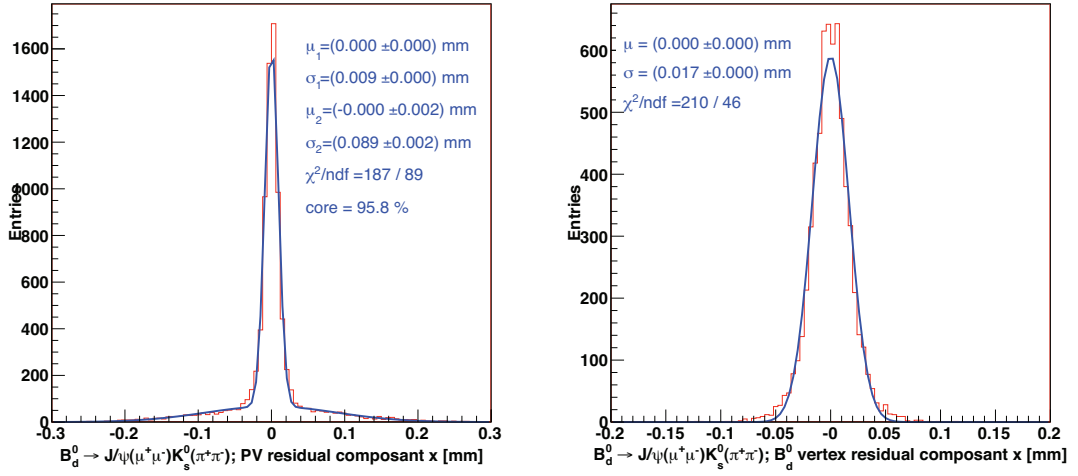 1600
1400
1200
1000
800
600
400
200
0
Entries
μ₁=(0.000 ±0.000) mm
σ₁=(0.009 ±0.000) mm
μ₂=(-0.000 ±0.002) mm
σ₂=(0.089 ±0.002) mm
χ²/ndf =187 / 89
core = 95.8 %
-0.3 -0.2 -0.1 0 0.1 0.2 0.3
B⁰d → J/ψ(μ⁺μ⁻)K⁰s(π⁺π⁻); PV residual composant x [mm]
600
500
400
300
200
100
0
Entries
μ = (0.000 ±0.000) mm
σ = (0.017 ±0.000) mm
χ²/ndf =210 / 46
-0.2 -0.15 -0.1 -0.05 -0 0.05 0.1 0.15 0.2
B⁰d → J/ψ(μ⁺μ⁻)K⁰s(π⁺π⁻); B⁰d vertex residual composant x [mm]